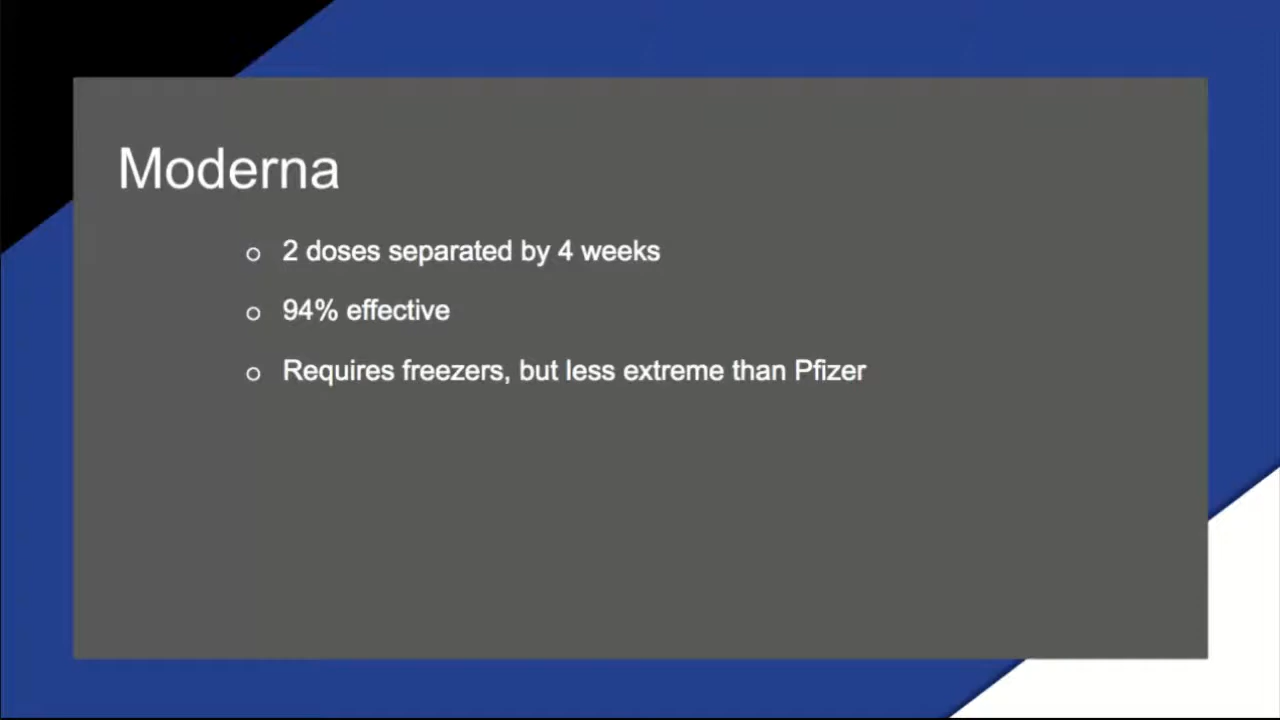 Moderna
○ 2 doses separated by 4 weeks
○ 94% effective
○ Requires freezers, but less extreme than Pfizer